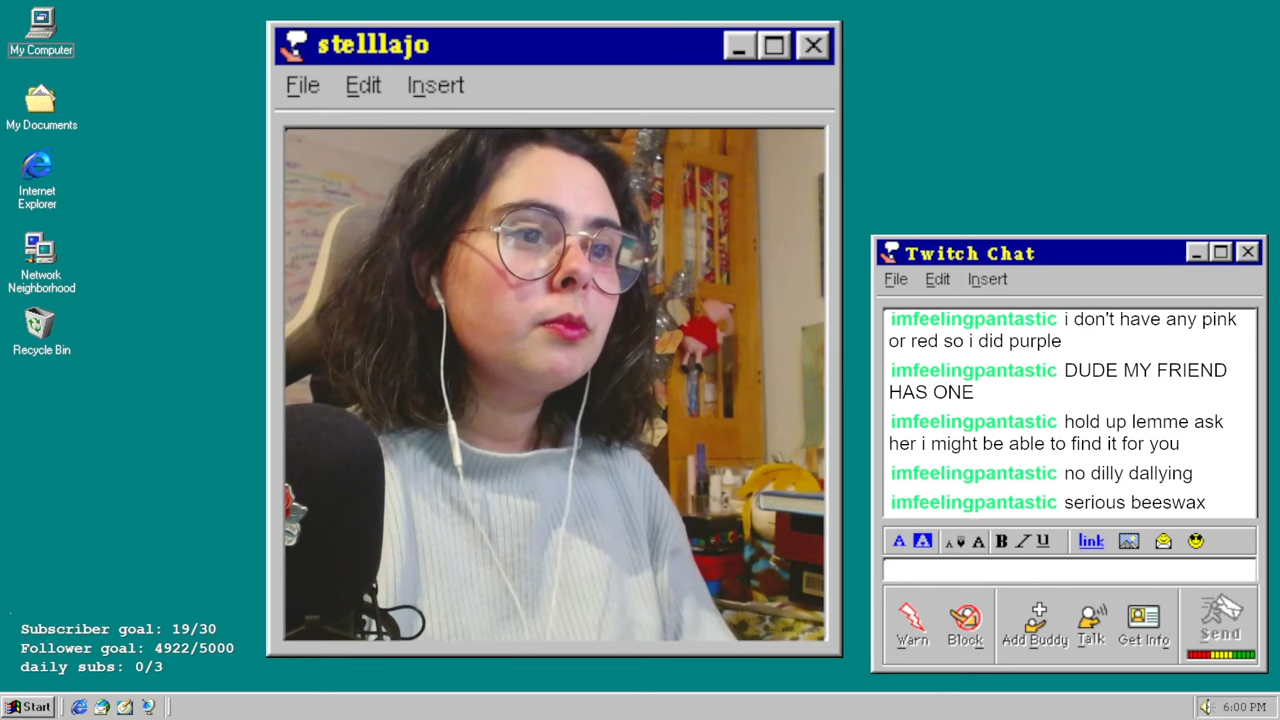 My Computer
My Documents
Internet
Explorer
Network
Neighborhood
Recycle Bin
Subscriber goal: 19/30
Follower goal: 4922/5000
daily subs: 0/3
stelllajo
File Edit Insert
Twitch Chat
File Edit Insert
imfeelingpantastic i don't have any pink
or red so i did purple
imfeelingpantastic DUDE MY FRIEND
HAS ONE
imfeelingpantastic hold up lemme ask
her i might be able to find it for you
imfeelingpantastic no dilly dallying
imfeelingpantastic serious beeswax
A A A A B I U link
Warn Block Add Buddy Talk Get Info Send
Start 6:00 PM